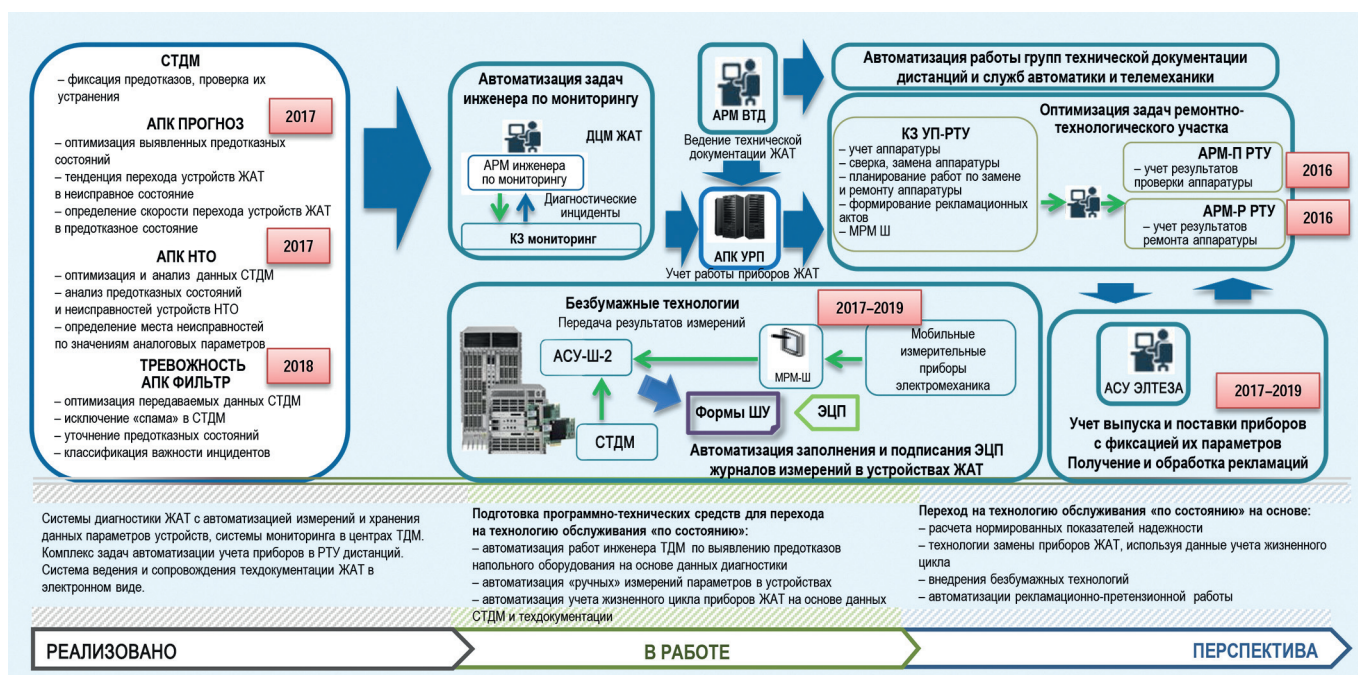 СТДМ
– фиксация предотказов, проверка их
устранения
2017
АПК ПРОГНОЗ
– оптимизация выявленных предотказных
состояний
– тенденция перехода устройств ЖАТ
в неисправное состояние
– определение скорости перехода устройств ЖАТ
в предотказное состояние
2017
АПК НТО
– оптимизация и анализ данных СТДМ
– анализ предотказных состояний
и неисправностей устройств НТО
– определение места неисправностей
по значениям аналоговых параметров
ТРЕВОЖНОСТЬ
АПК ФИЛЬТР
2018
– оптимизация передаваемых данных СТДМ
– исключение «спама» в СТДМ
– уточнение предотказных состояний
– классификация важности инцидентов
Автоматизация задач
инженера по мониторингу
ДЦМ ЖАТ
АРМ инженера
по мониторингу
Диагностические
инциденты
КЗ мониторинг
АРМ ВТД
Ведение технической
документации ЖАТ
АПК УРП
Учет работы приборов ЖАТ
Автоматизация работы групп технической документации
дистанций и служб автоматики и телемеханики
Оптимизация задач ремонтно-
технологического участка
КЗ УП-РТУ
– учет аппаратуры
– сверка, замена аппаратуры
– планирование работ по замене
и ремонту аппаратуры
– формирование рекламационных
актов
– МРМ Ш
АРМ-П РТУ
– учет результатов
проверки аппаратуры
2016
АРМ-Р РТУ
– учет результатов
ремонта аппаратуры
2016
Безбумажные технологии
Передача результатов измерений
2017–2019
АСУ-Ш-2
МРМ-Ш
Мобильные
измерительные
приборы
электромеханика
СТДМ
Формы ШУ
ЭЦП
Автоматизация заполнения и подписания ЭЦП
журналов измерений в устройствах ЖАТ
АСУ ЭЛТЕЗА
2017–2019
Учет выпуска и поставки приборов
с фиксацией их параметров
Получение и обработка рекламаций
Системы диагностики ЖАТ с автоматизацией измерений и хранения
данных параметров устройств, системы мониторинга в центрах ТДМ.
Комплекс задач автоматизации учета приборов в РТУ дистанций.
Система ведения и сопровождения техдокументации ЖАТ в
электронном виде.
Подготовка программно-технических средств для перехода
на технологию обслуживания «по состоянию»:
– автоматизация работ инженера ТДМ по выявлению предотказов
напольного оборудования на основе данных диагностики
– автоматизация «ручных» измерений параметров в устройствах
– автоматизация учета жизненного цикла приборов ЖАТ на основе данных
СТДМ и техдокументации
Переход на технологию обслуживания «по состоянию» на основе:
– расчета нормированных показателей надежности
– технологии замены приборов ЖАТ, используя данные учета жизненного
цикла
– внедрения безбумажных технологий
– автоматизации рекламационно-претензионной работы
РЕАЛИЗОВАНО
В РАБОТЕ
ПЕРСПЕКТИВА